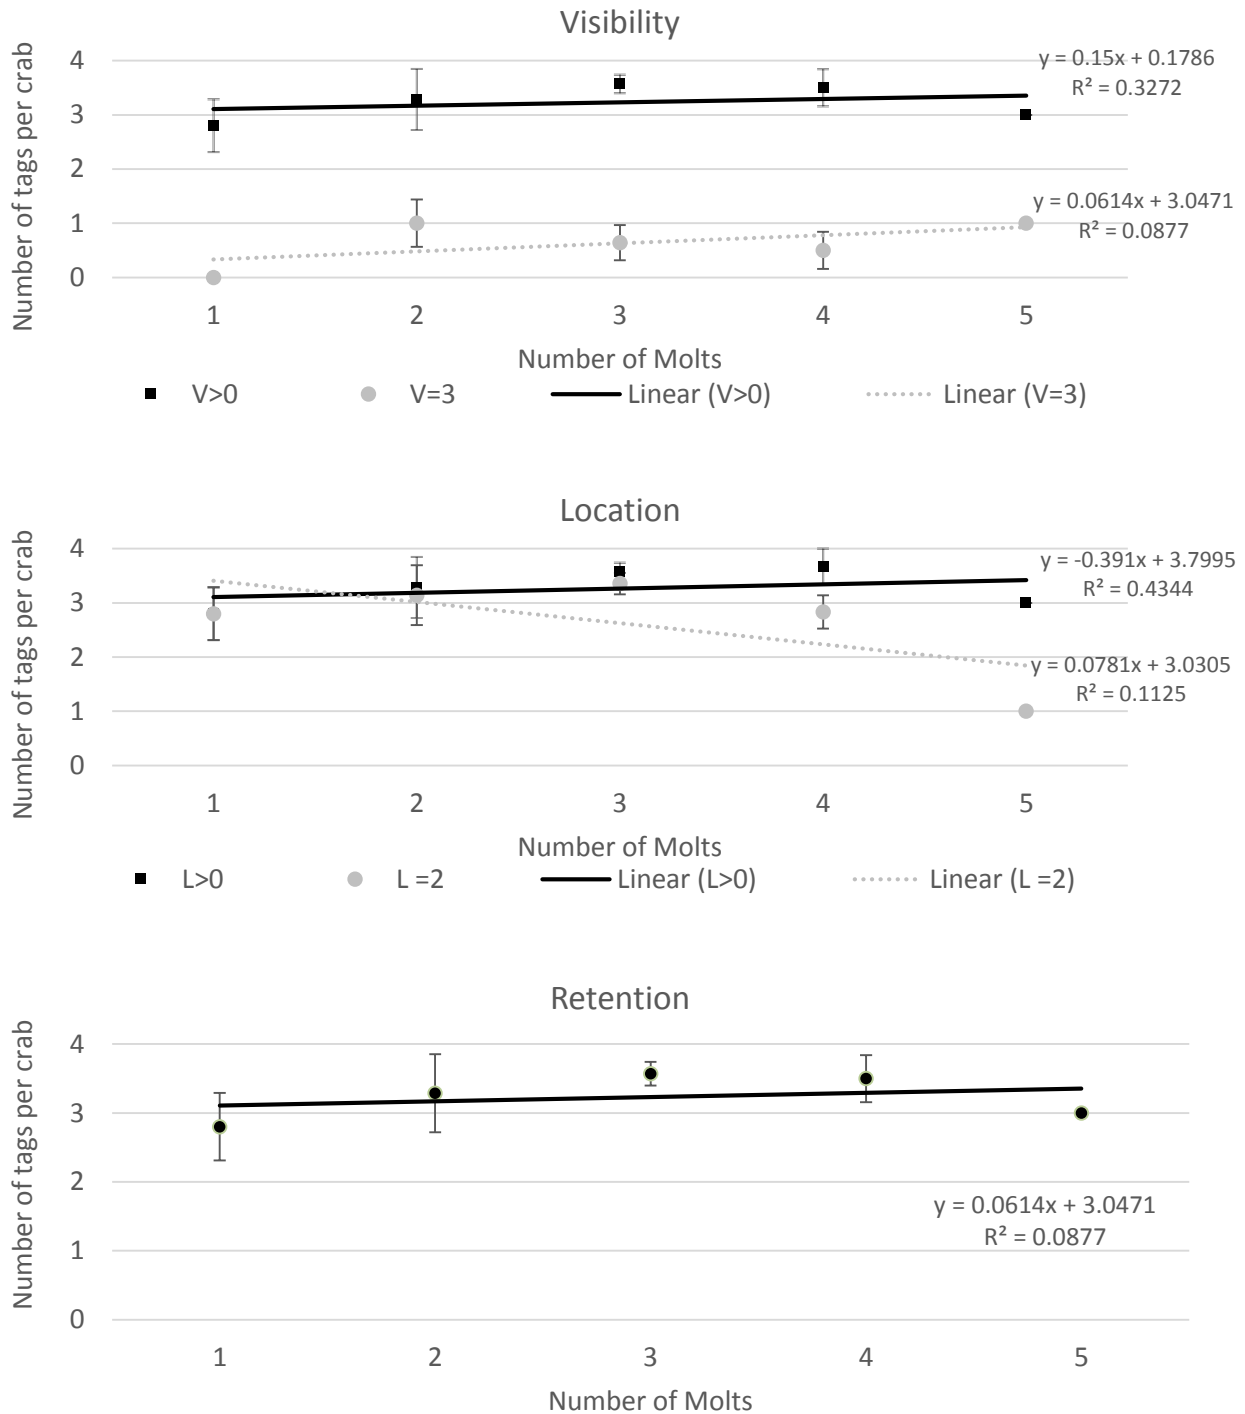 Visibility
Number of tags per crab
4
3
2
1
0
y = 0.15x + 0.1786
R² = 0.3272
y = 0.0614x + 3.0471
R² = 0.0877
1 2 3 4 5
Number of Molts
V>0 V=3 Linear (V>0) Linear (V=3)
Location
Number of tags per crab
4
3
2
1
0
y = -0.391x + 3.7995
R² = 0.4344
y = 0.0781x + 3.0305
R² = 0.1125
1 2 3 4 5
Number of Molts
L>0 L =2 Linear (L>0) Linear (L =2)
Retention
Number of tags per crab
4
3
2
1
0
y = 0.0614x + 3.0471
R² = 0.0877
1 2 3 4 5
Number of Molts